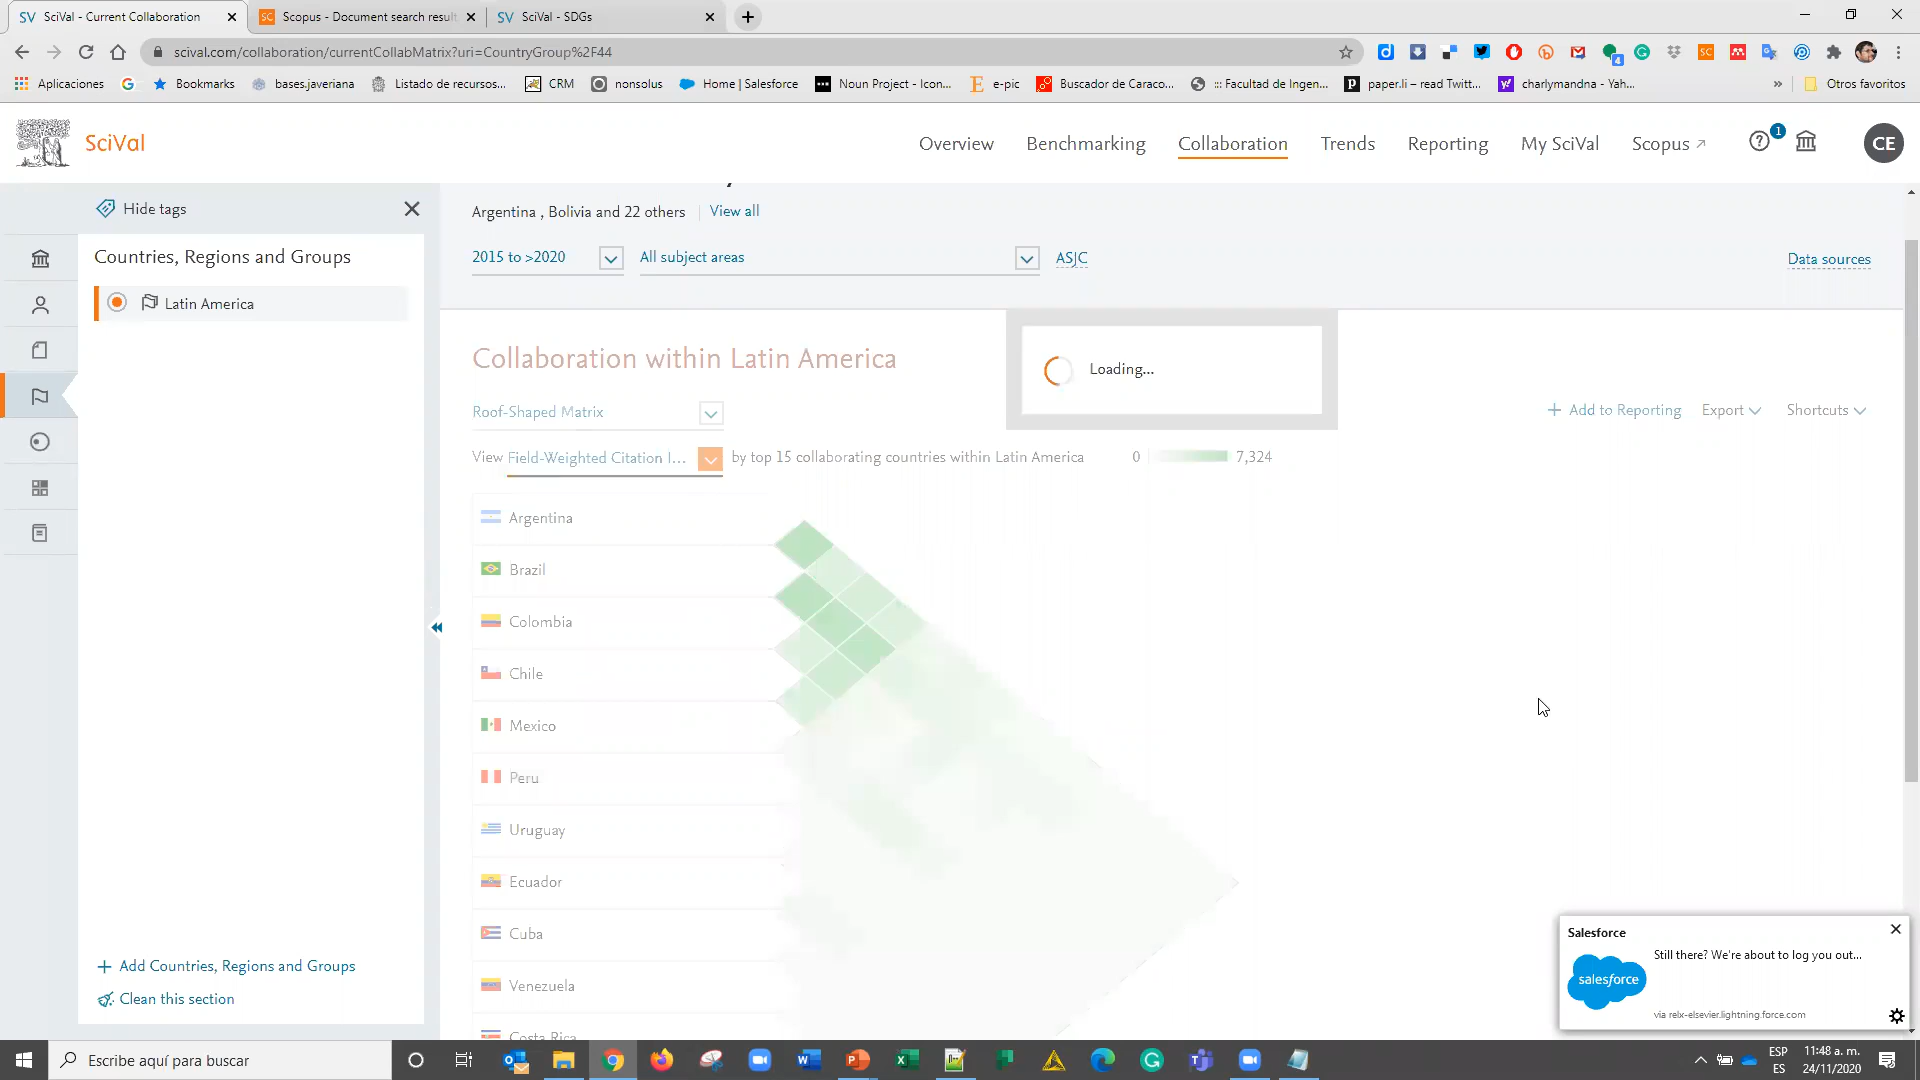 SciVal - Current Collaboration
Scopus - Document search result
SciVal - SDGs
scival.com/collaboration/currentCollabMatrix?uri=CountryGroup%2F44
Aplicaciones
Bookmarks
bases.javeriana
Listado de recursos...
CRM
nonsolus
Home | Salesforce
Noun Project - Icon...
e-pic
Buscador de Caraco...
::: Facultad de Ingen...
paper.li – read Twitt...
charlymandna - Yah...
»
Otros favoritos
SciVal
Overview
Benchmarking
Collaboration
Trends
Reporting
My SciVal
Scopus
1
CE
Hide tags
Argentina , Bolivia and 22 others
View all
Countries, Regions and Groups
2015 to >2020
All subject areas
ASJC
Data sources
Latin America
Collaboration within Latin America
Loading...
Roof-Shaped Matrix
+ Add to Reporting
Export
Shortcuts
View Field-Weighted Citation I... by top 15 collaborating countries within Latin America
0
7,324
Argentina
Brazil
Colombia
Chile
Mexico
Peru
Uruguay
Ecuador
Cuba
Venezuela
Costa Rica
+ Add Countries, Regions and Groups
Clean this section
Salesforce
Still there? We're about to log you out...
salesforce
via relx-elsevier.lightning.force.com
Escribe aquí para buscar
ESP
ES
11:48 a. m.
24/11/2020